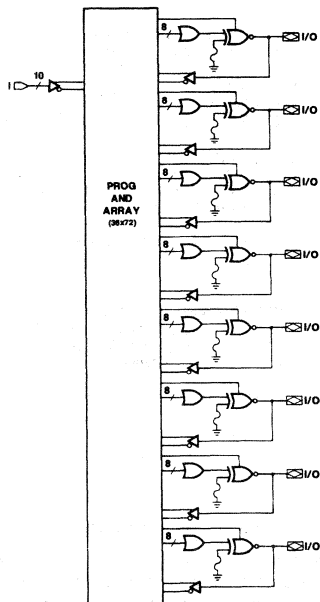 8 I/O
I 10
8 I/O
PROG
AND
ARRAY
(36x72)
8 I/O
8 I/O
8 I/O
8 I/O
8 I/O
8 I/O